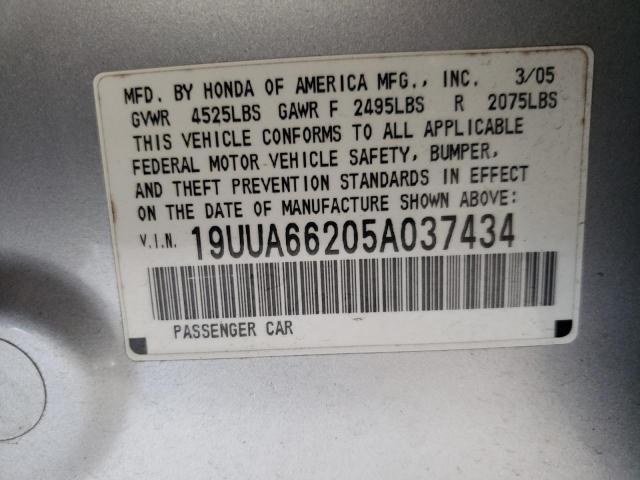 MFD. BY HONDA OF AMERICA MFG., INC. 3/05
GVWR 4525LBS GAWR F 2495LBS R 2075LBS
THIS VEHICLE CONFORMS TO ALL APPLICABLE
FEDERAL MOTOR VEHICLE SAFETY, BUMPER,
AND THEFT PREVENTION STANDARDS IN EFFECT
ON THE DATE OF MANUFACTURE SHOWN ABOVE:
V.I.N. 19UUA66205A037434
PASSENGER CAR